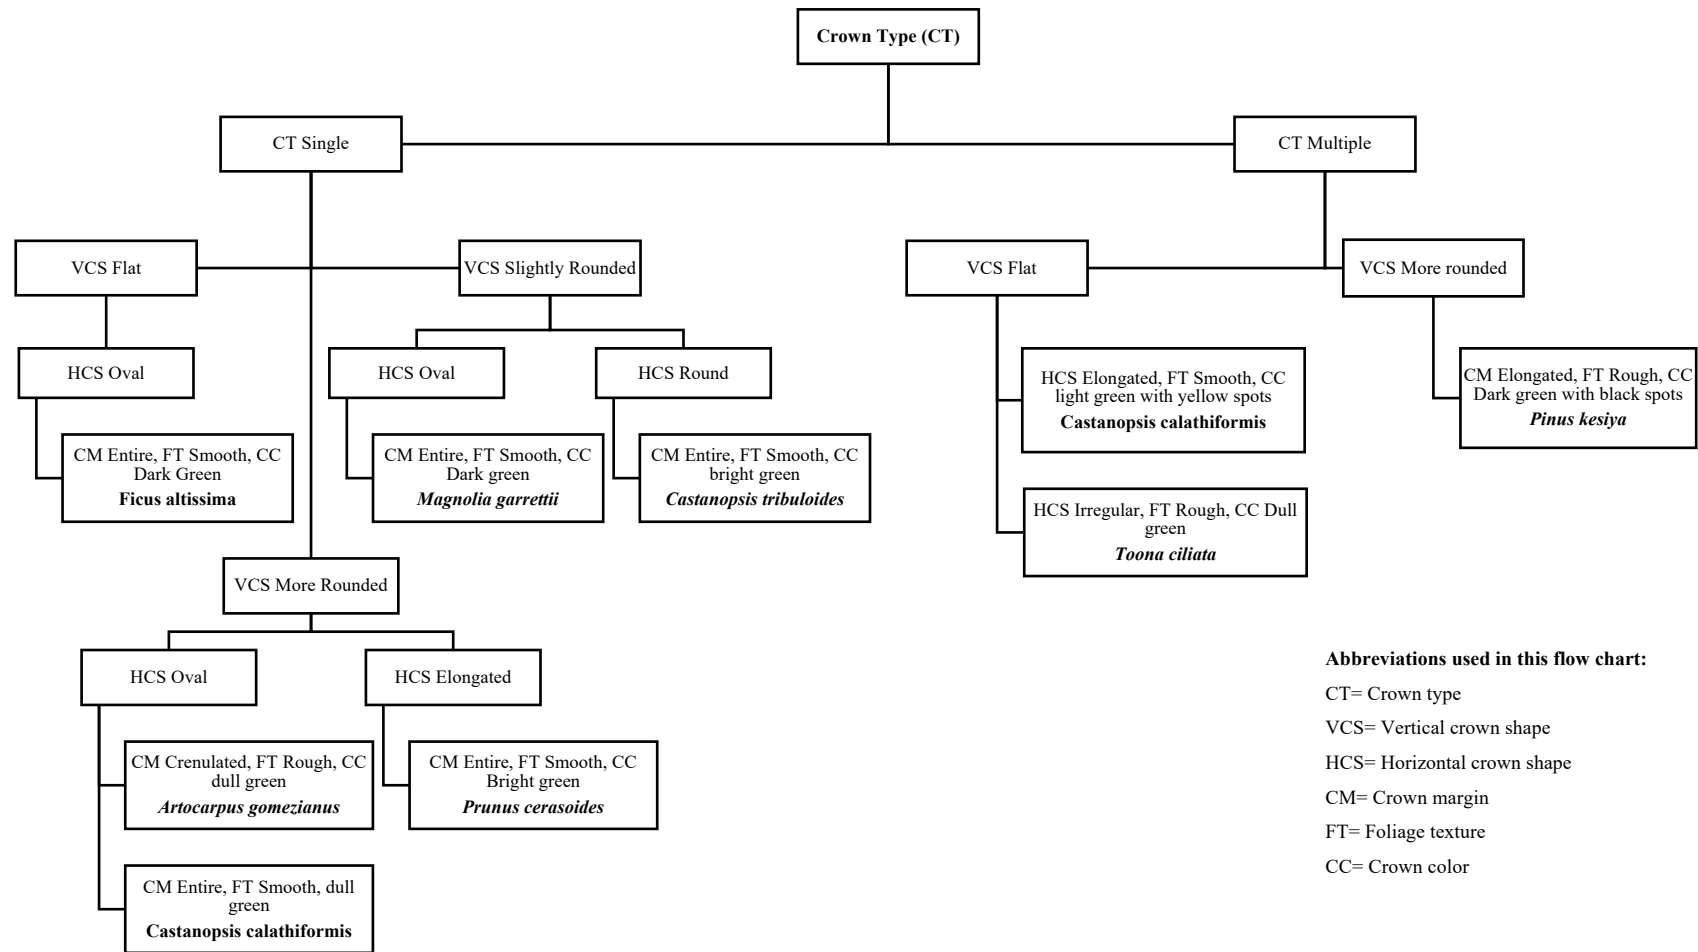 Crown Type (CT)
CT Single
CT Multiple
VCS Flat
VCS Slightly Rounded
VCS Flat
VCS More rounded
HCS Oval
HCS Oval
HCS Round
HCS Elongated, FT Smooth, CC
light green with yellow spots
Castanopsis calathiformis
CM Elongated, FT Rough, CC
Dark green with black spots
Pinus kesiya
CM Entire, FT Smooth, CC
Dark Green
Ficus altissima
CM Entire, FT Smooth, CC
Dark green
Magnolia garrettii
CM Entire, FT Smooth, CC
bright green
Castanopsis tribuloides
HCS Irregular, FT Rough, CC Dull
green
Toona ciliata
VCS More Rounded
HCS Oval
HCS Elongated
CM Crenulated, FT Rough, CC
dull green
Artocarpus gomezianus
CM Entire, FT Smooth, CC
Bright green
Prunus cerasoides
CM Entire, FT Smooth, dull
green
Castanopsis calathiformis
Abbreviations used in this flow chart:
CT= Crown type
VCS= Vertical crown shape
HCS= Horizontal crown shape
CM= Crown margin
FT= Foliage texture
CC= Crown color